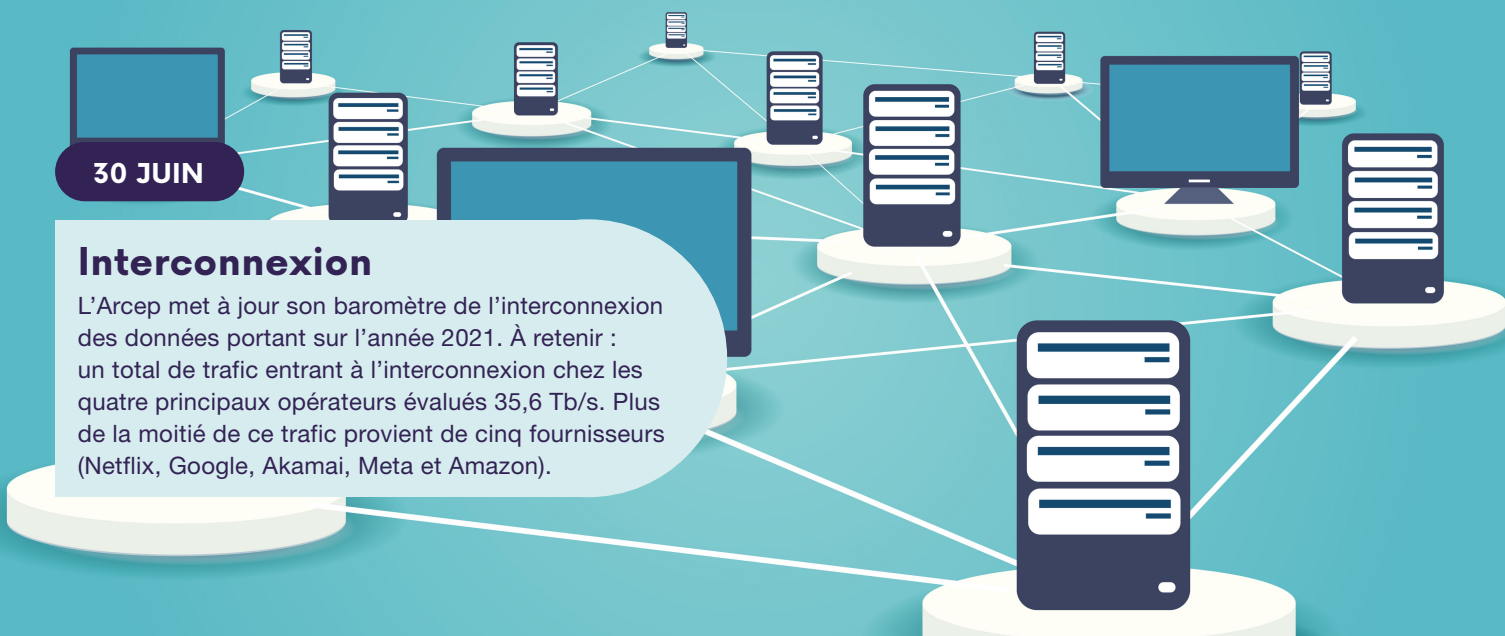 30 JUIN
Interconnexion
L’Arcep met à jour son baromètre de l’interconnexion
des données portant sur l’année 2021. À retenir :
un total de trafic entrant à l’interconnexion chez les
quatre principaux opérateurs évalués 35,6 Tb/s. Plus
de la moitié de ce trafic provient de cinq fournisseurs
(Netflix, Google, Akamai, Meta et Amazon).